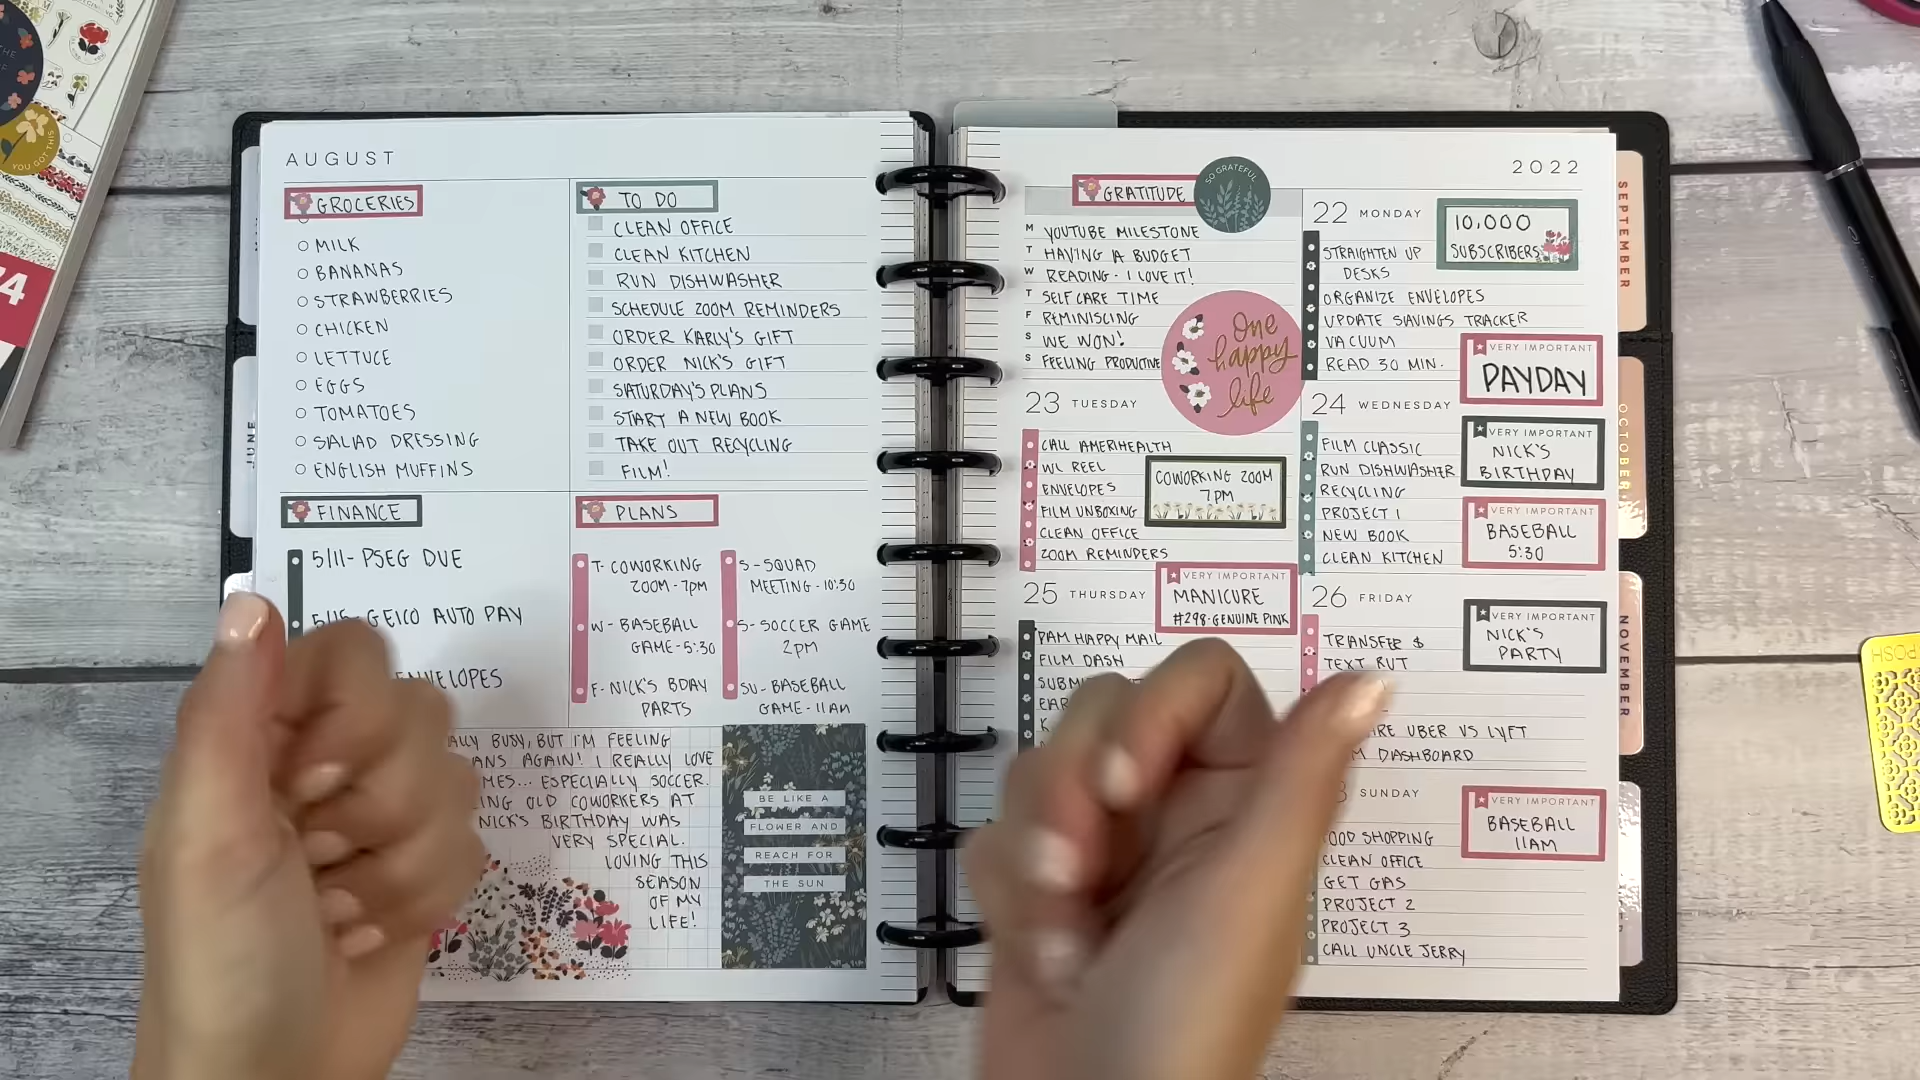 AUGUST
GROCERIES
MILK
BANANAS
STRAWBERRIES
CHICKEN
LETTUCE
EGGS
TOMATOES
SALAD DRESSING
ENGLISH MUFFINS
TO DO
CLEAN OFFICE
CLEAN KITCHEN
RUN DISHWASHER
SCHEDULE ZOOM REMINDERS
ORDER KARLY'S GIFT
ORDER NICK'S GIFT
SATURDAY'S PLANS
START A NEW BOOK
TAKE OUT RECYCLING
FILM!
FINANCE
5/11- PSEG DUE
GEICO AUTO PAY
ENVELOPES
PLANS
T- COWORKING
ZOOM - 7PM
W- BASEBALL
GAME - 5:30
F- NICK'S BDAY
PARTS
S - SQUAD
MEETING - 10:30
S- SOCCER GAME
2PM
SU- BASEBALL
GAME - 11AM
BUSY, BUT I'M FEELING
AGAIN! I REALLY LOVE
ESPECIALLY SOCCER.
OLD COWORKERS AT
NICK'S BIRTHDAY WAS
VERY SPECIAL.
LOVING THIS
SEASON
OF MY
LIFE!
BE LIKE A
FLOWER AND
REACH FOR
THE SUN
2022
GRATITUDE
SO GRATEFUL
M YOUTUBE MILESTONE
T HAVING A BUDGET
W READING - I LOVE IT!
T SELF CARE TIME
F REMINISCING
S WE WON!
S FEELING PRODUCTIVE
One
happy
life
22 MONDAY
10,000
SUBSCRIBERS
STRAIGHTEN UP
DESKS
ORGANIZE ENVELOPES
UPDATE SAVINGS TRACKER
VACUUM
READ 30 MIN.
VERY IMPORTANT
PAYDAY
23 TUESDAY
CALL AMERIHEALTH
WL REEL
ENVELOPES
FILM UNBOXING
CLEAN OFFICE
ZOOM REMINDERS
COWORKING ZOOM
7PM
24 WEDNESDAY
FILM CLASSIC
RUN DISHWASHER
RECYCLING
PROJECT 1
NEW BOOK
CLEAN KITCHEN
VERY IMPORTANT
NICK'S
BIRTHDAY
VERY IMPORTANT
BASEBALL
5:30
25 THURSDAY
VERY IMPORTANT
MANICURE
#298-GENUINE PINK
PAM HAPPY MAIL
FILM DASH
26 FRIDAY
TRANSFER $
TEXT RUT
UBER VS LYFT
DASHBOARD
VERY IMPORTANT
NICK'S
PARTY
SUNDAY
SHOPPING
CLEAN OFFICE
GET GAS
PROJECT 2
PROJECT 3
CALL UNCLE JERRY
VERY IMPORTANT
BASEBALL
11AM
JUNE
SEPTEMBER
OCTOBER
NOVEMBER
YOU GOT THIS